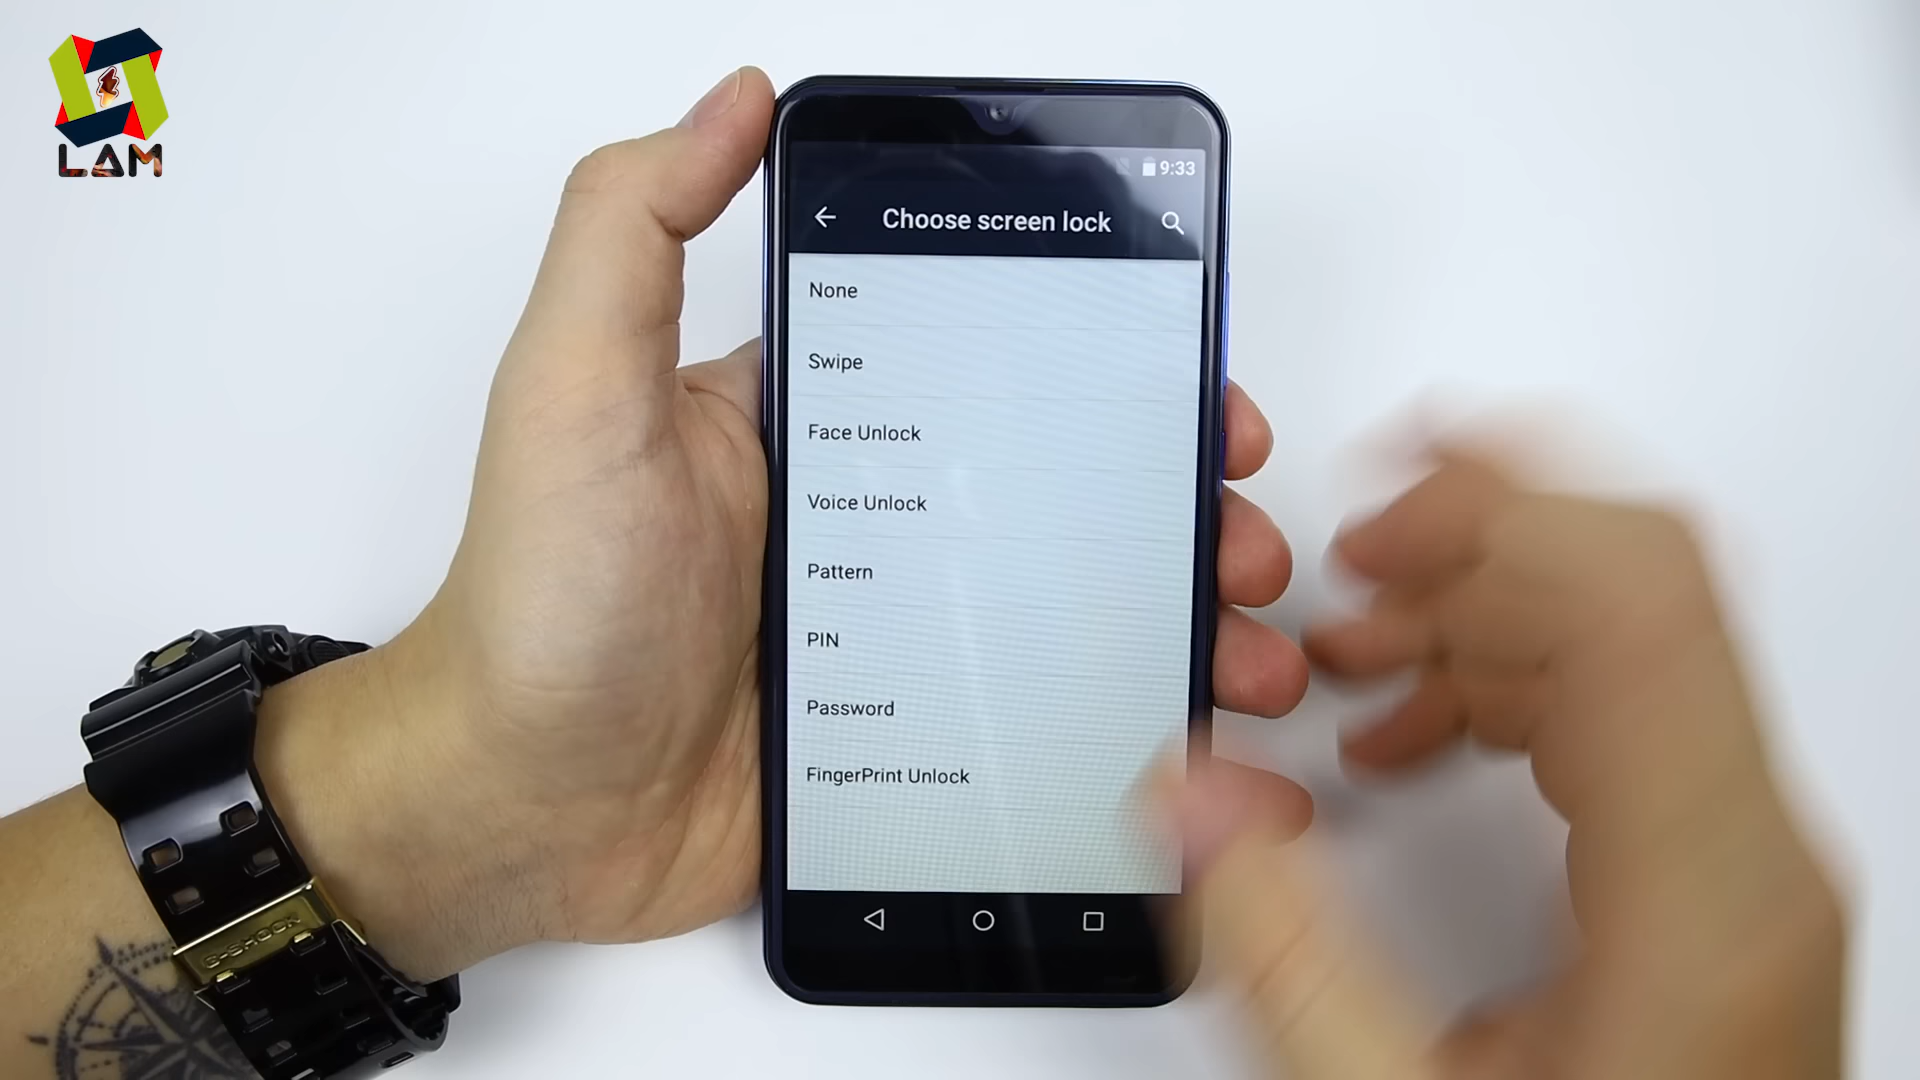 LAM
9:33
Choose screen lock
None
Swipe
Face Unlock
Voice Unlock
Pattern
PIN
Password
FingerPrint Unlock
G-SHOCK